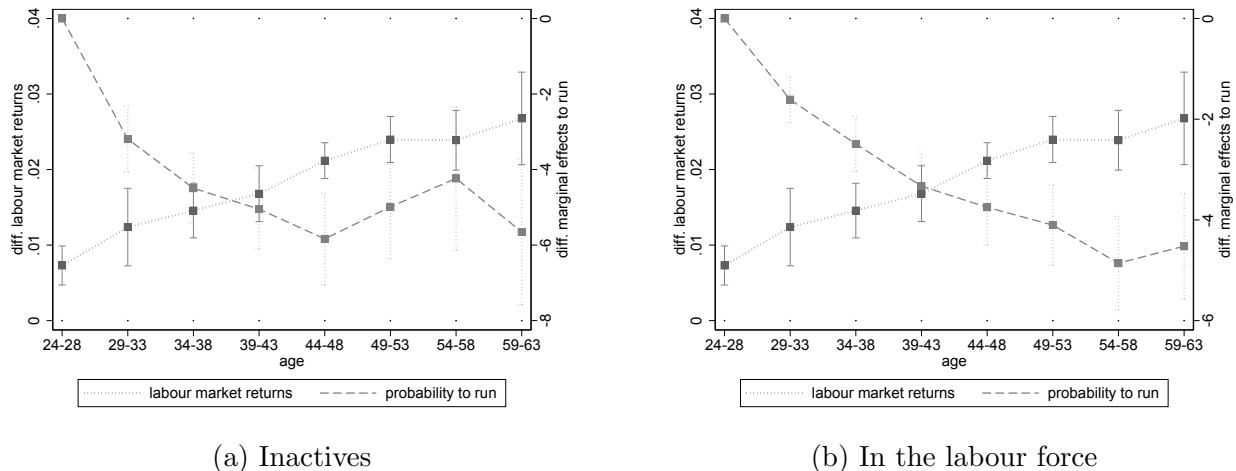 diff. labour market returns
0 .01 .02 .03 .04
diff. marginal effects to run
-8 -6 -4 -2 0
24-28 29-33 34-38 39-43 44-48 49-53 54-58 59-63
age
labour market returns probability to run
(a) Inactives
diff. labour market returns
0 .01 .02 .03 .04
diff. marginal effects to run
-6 -4 -2 0
24-28 29-33 34-38 39-43 44-48 49-53 54-58 59-63
age
labour market returns probability to run
(b) In the labour force